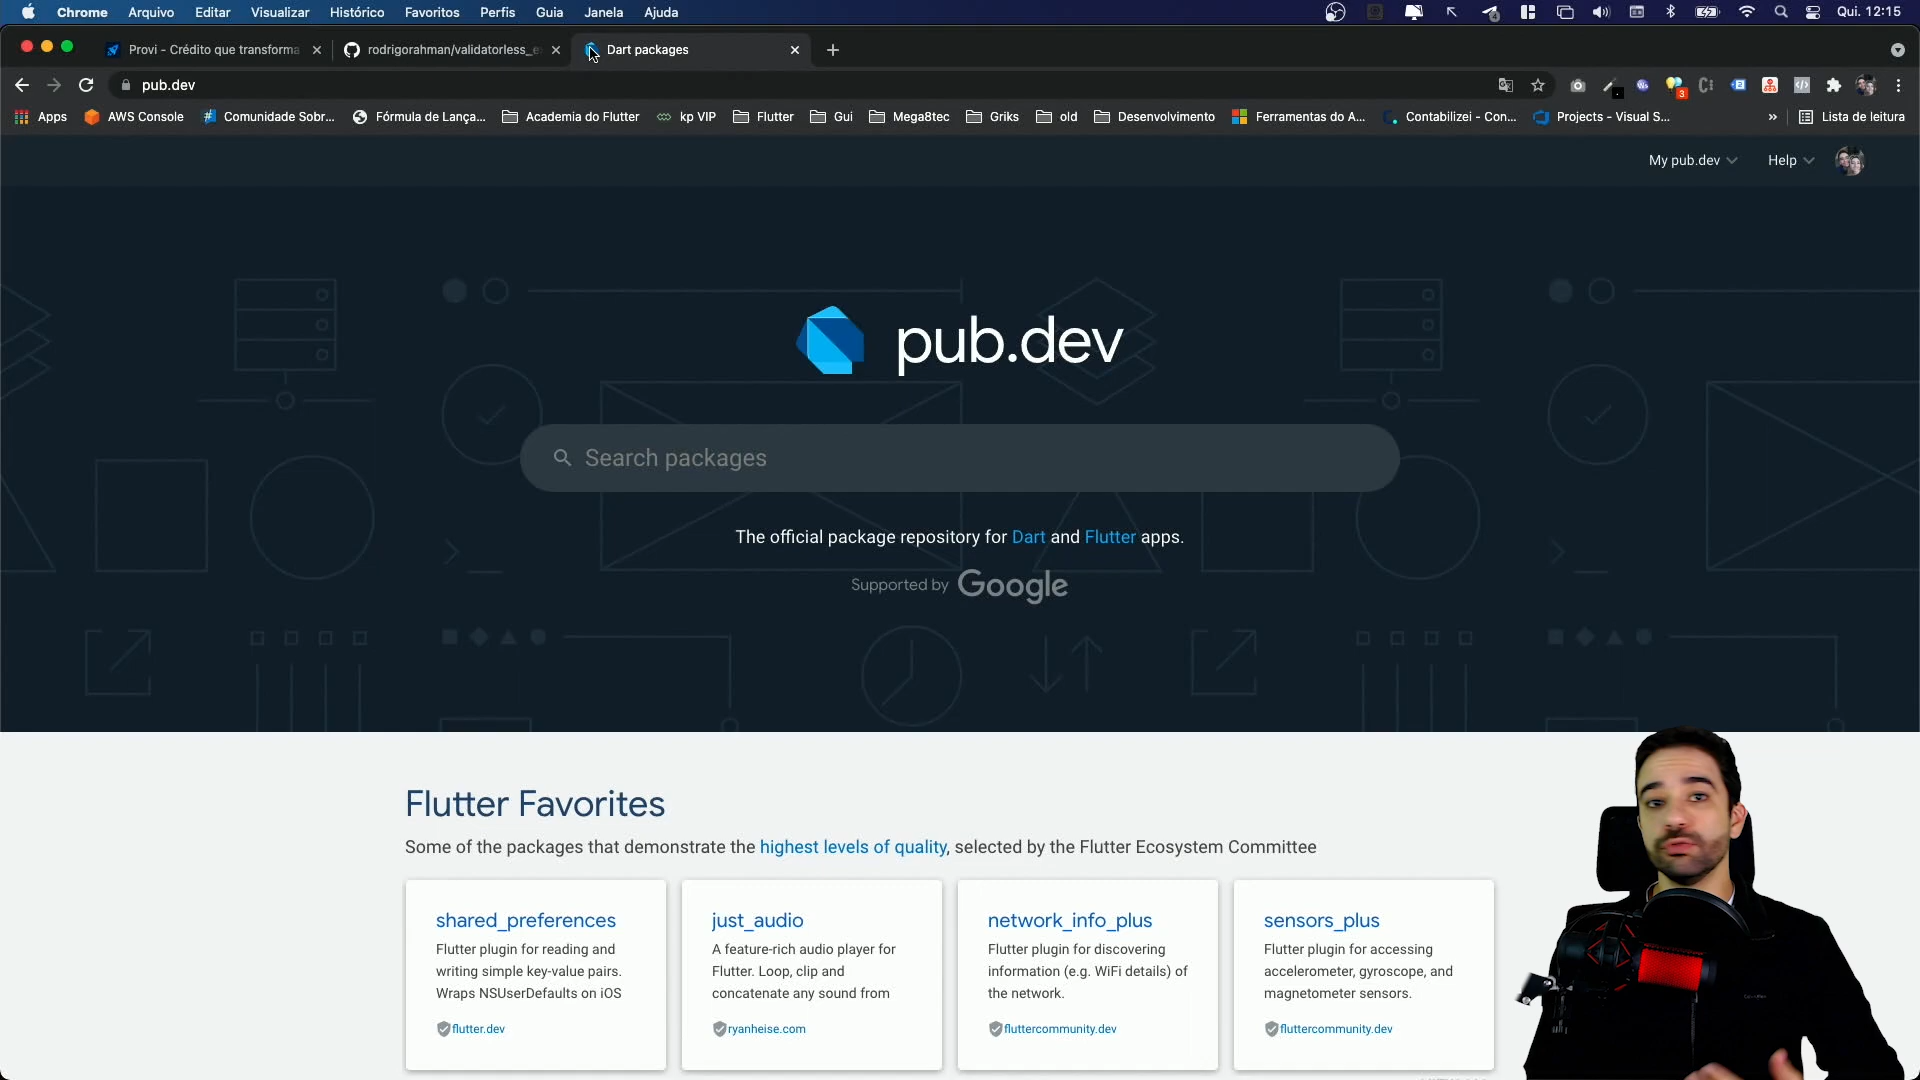 Chrome Arquivo Editar Visualizar Histórico Favoritos Perfis Guia Janela Ajuda Qui. 12:15
Provi - Crédito que transforma
rodrigorahman/validatorless_e
Dart packages
pub.dev
Apps AWS Console Comunidade Sobr... Fórmula de Lança... Academia do Flutter kp VIP Flutter Gui Mega8tec Griks old Desenvolvimento Ferramentas do A... Contabilizei - Con... Projects - Visual S... » Lista de leitura
My pub.dev Help
pub.dev
Search packages
The official package repository for Dart and Flutter apps.
Supported by Google
Flutter Favorites
Some of the packages that demonstrate the highest levels of quality, selected by the Flutter Ecosystem Committee
shared_preferences
Flutter plugin for reading and
writing simple key-value pairs.
Wraps NSUserDefaults on iOS
flutter.dev
just_audio
A feature-rich audio player for
Flutter. Loop, clip and
concatenate any sound from
ryanheise.com
network_info_plus
Flutter plugin for discovering
information (e.g. WiFi details) of
the network.
fluttercommunity.dev
sensors_plus
Flutter plugin for accessing
accelerometer, gyroscope, and
magnetometer sensors.
fluttercommunity.dev